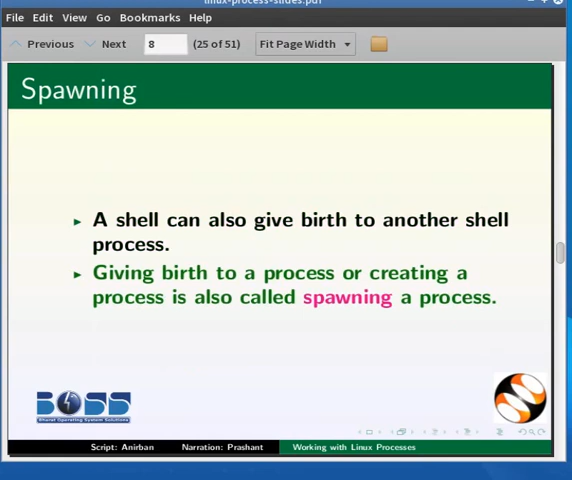 linux-process-slides.pdf
File Edit View Go Bookmarks Help
Previous Next 8 (25 of 51) Fit Page Width
Spawning
A shell can also give birth to another shell
process.
Giving birth to a process or creating a
process is also called spawning a process.
BOSS
Bharat Operating System Solutions
Script: Anirban Narration: Prashant Working with Linux Processes